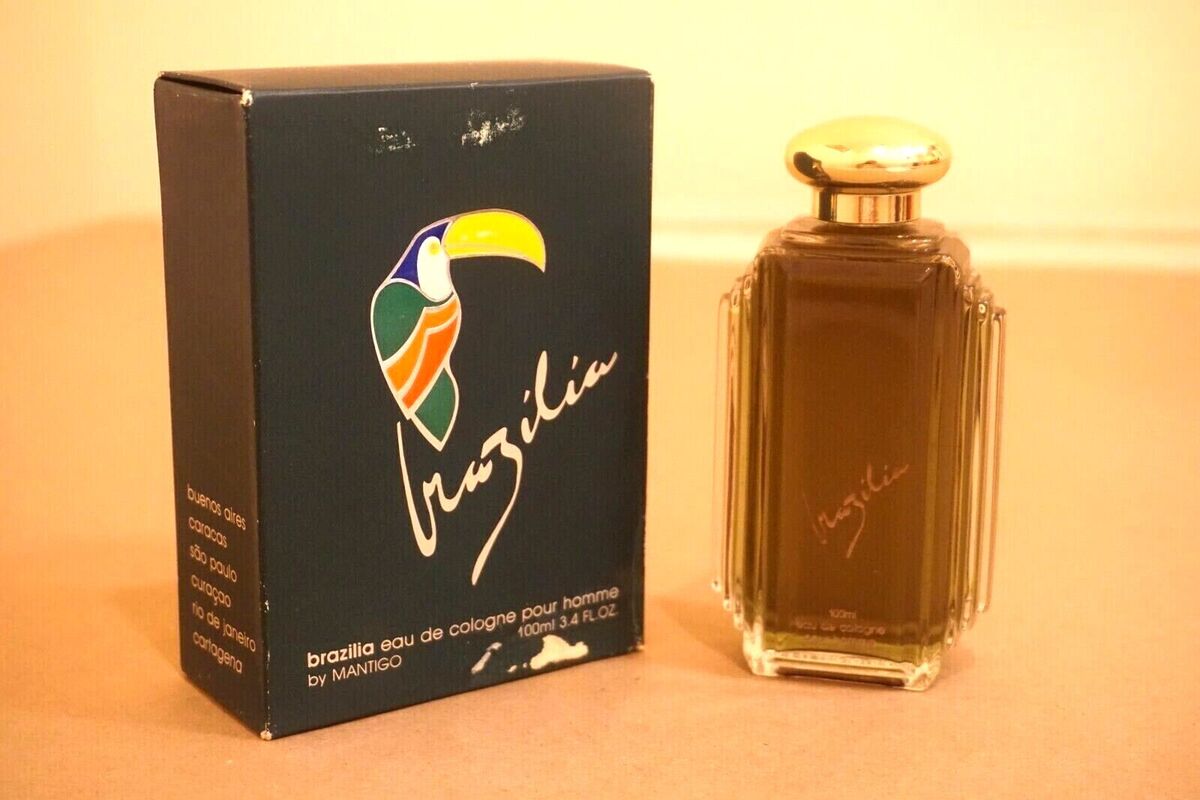 buenos aires
caracas
são paulo
curaçao
rio de janeiro
cartagena
brazilia
brazilia eau de cologne pour homme
100ml 3.4 FL.OZ.
by MANTIGO
brazilia
100ml
eau de cologne